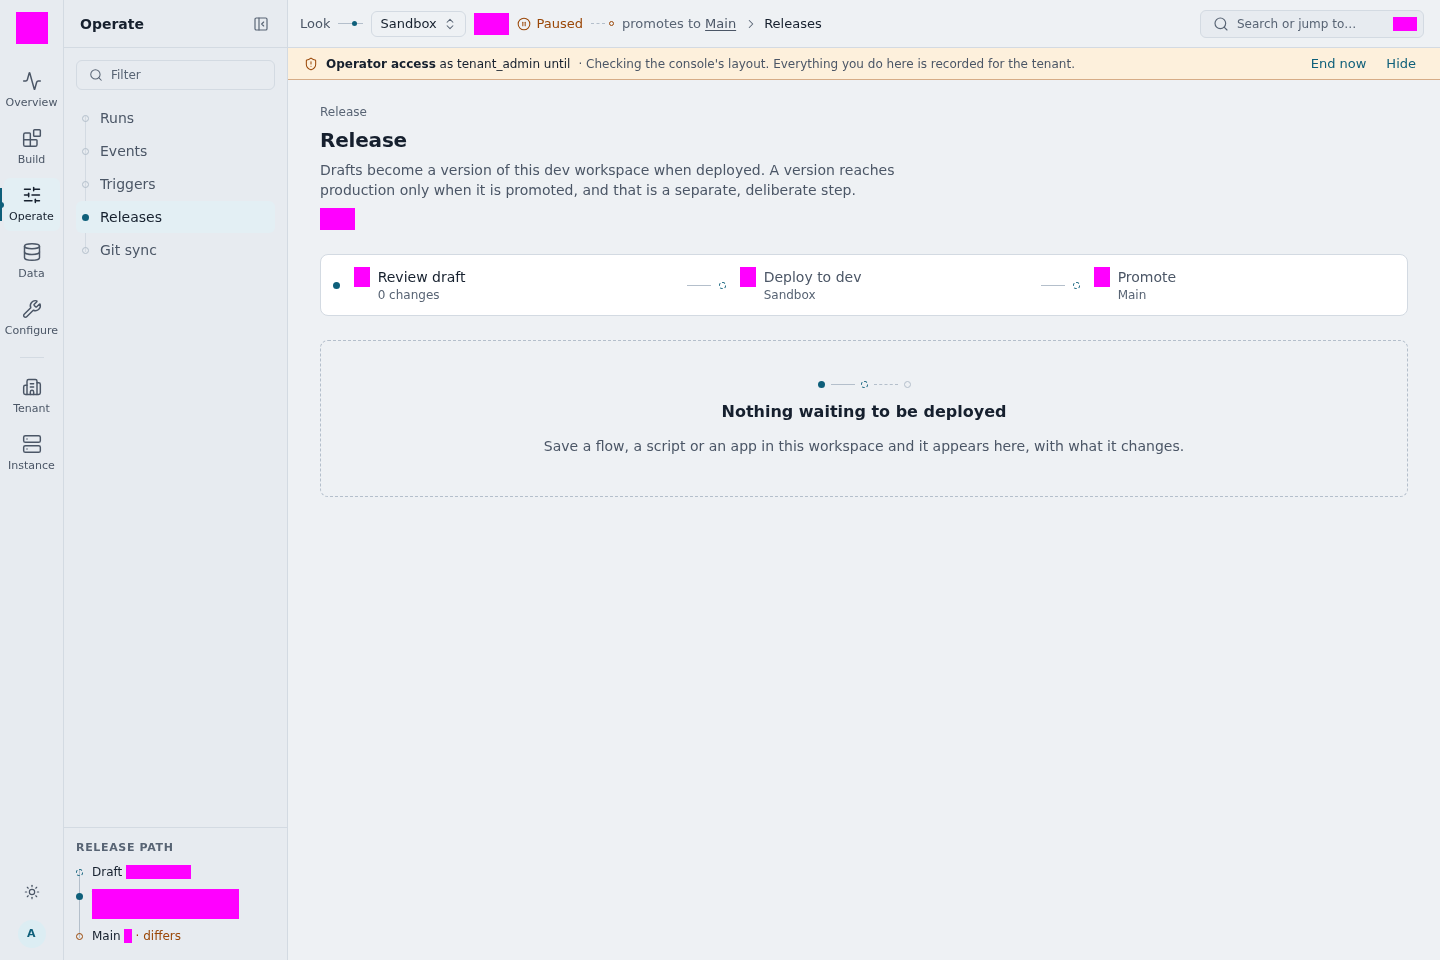 Operate
Look
Sandbox
Paused
promotes to Main
Releases
Search or jump to...
Operator access as tenant_admin until · Checking the console's layout. Everything you do here is recorded for the tenant.
End now
Hide
Overview
Build
Operate
Data
Configure
Tenant
Instance
A
Filter
Runs
Events
Triggers
Releases
Git sync
Release
Release
Drafts become a version of this dev workspace when deployed. A version reaches
production only when it is promoted, and that is a separate, deliberate step.
Review draft
0 changes
Deploy to dev
Sandbox
Promote
Main
Nothing waiting to be deployed
Save a flow, a script or an app in this workspace and it appears here, with what it changes.
RELEASE PATH
Draft
Main · differs